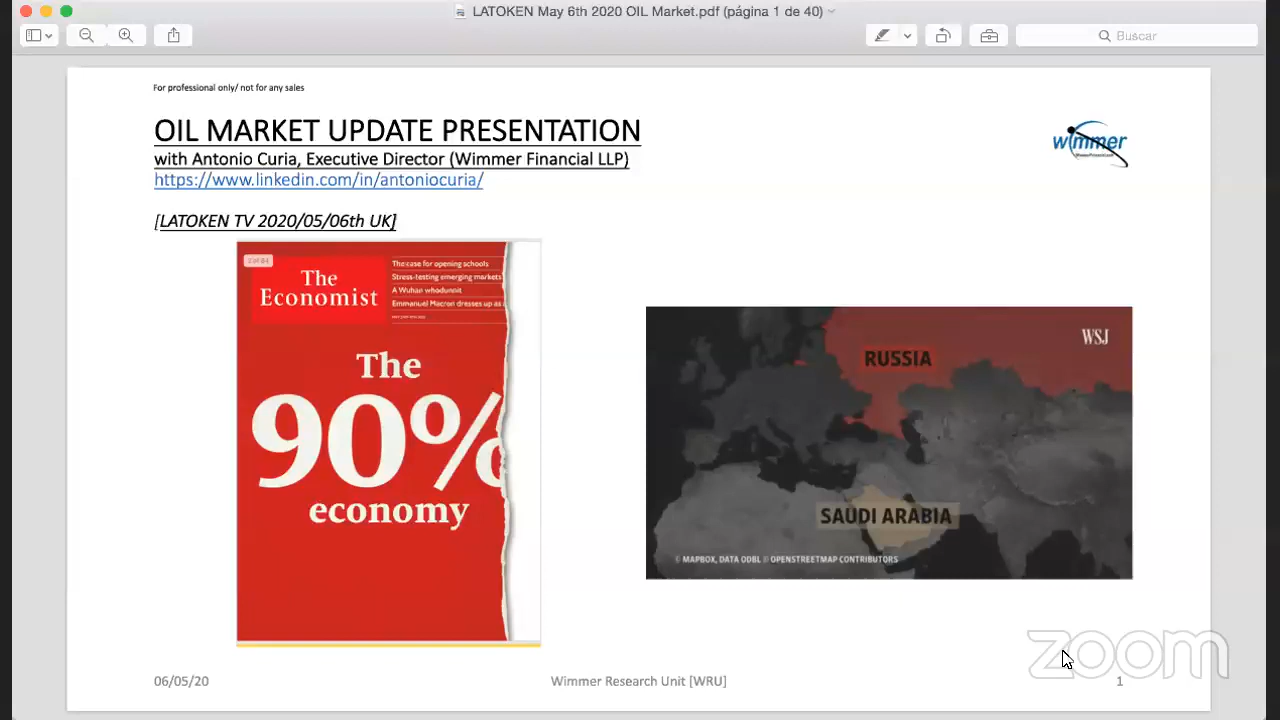 LATOKEN May 6th 2020 OIL Market.pdf (página 1 de 40)
Buscar
For professional only/ not for any sales
OIL MARKET UPDATE PRESENTATION
with Antonio Curia, Executive Director (Wimmer Financial LLP)
https://www.linkedin.com/in/antoniocuria/
wimmer
[LATOKEN TV 2020/05/06th UK]
The
Economist
The case for opening schools
Stress-testing emerging markets
A Wuhan whodunnit
Emmanuel Macron dresses up as
The
90%
economy
WSJ
RUSSIA
SAUDI ARABIA
© MAPBOX, DATA ODBL © OPENSTREETMAP CONTRIBUTORS
zoom
06/05/20
Wimmer Research Unit [WRU]
1